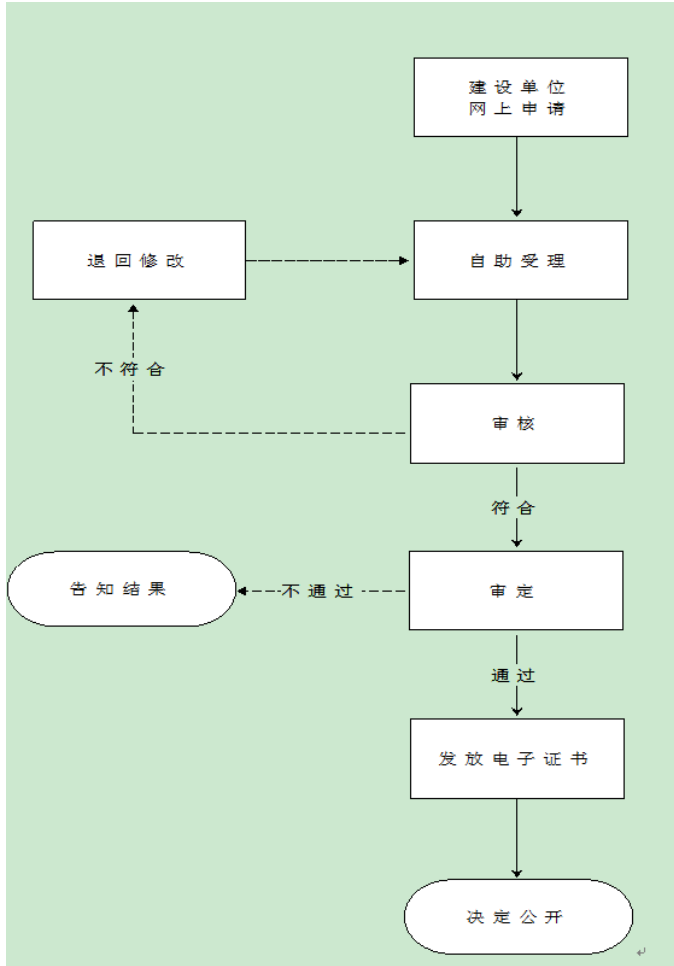 建设单位
网上申请
退回修改
自助受理
不符合
审核
符合
告知结果
不通过
审定
通过
发放电子证书
决定公开